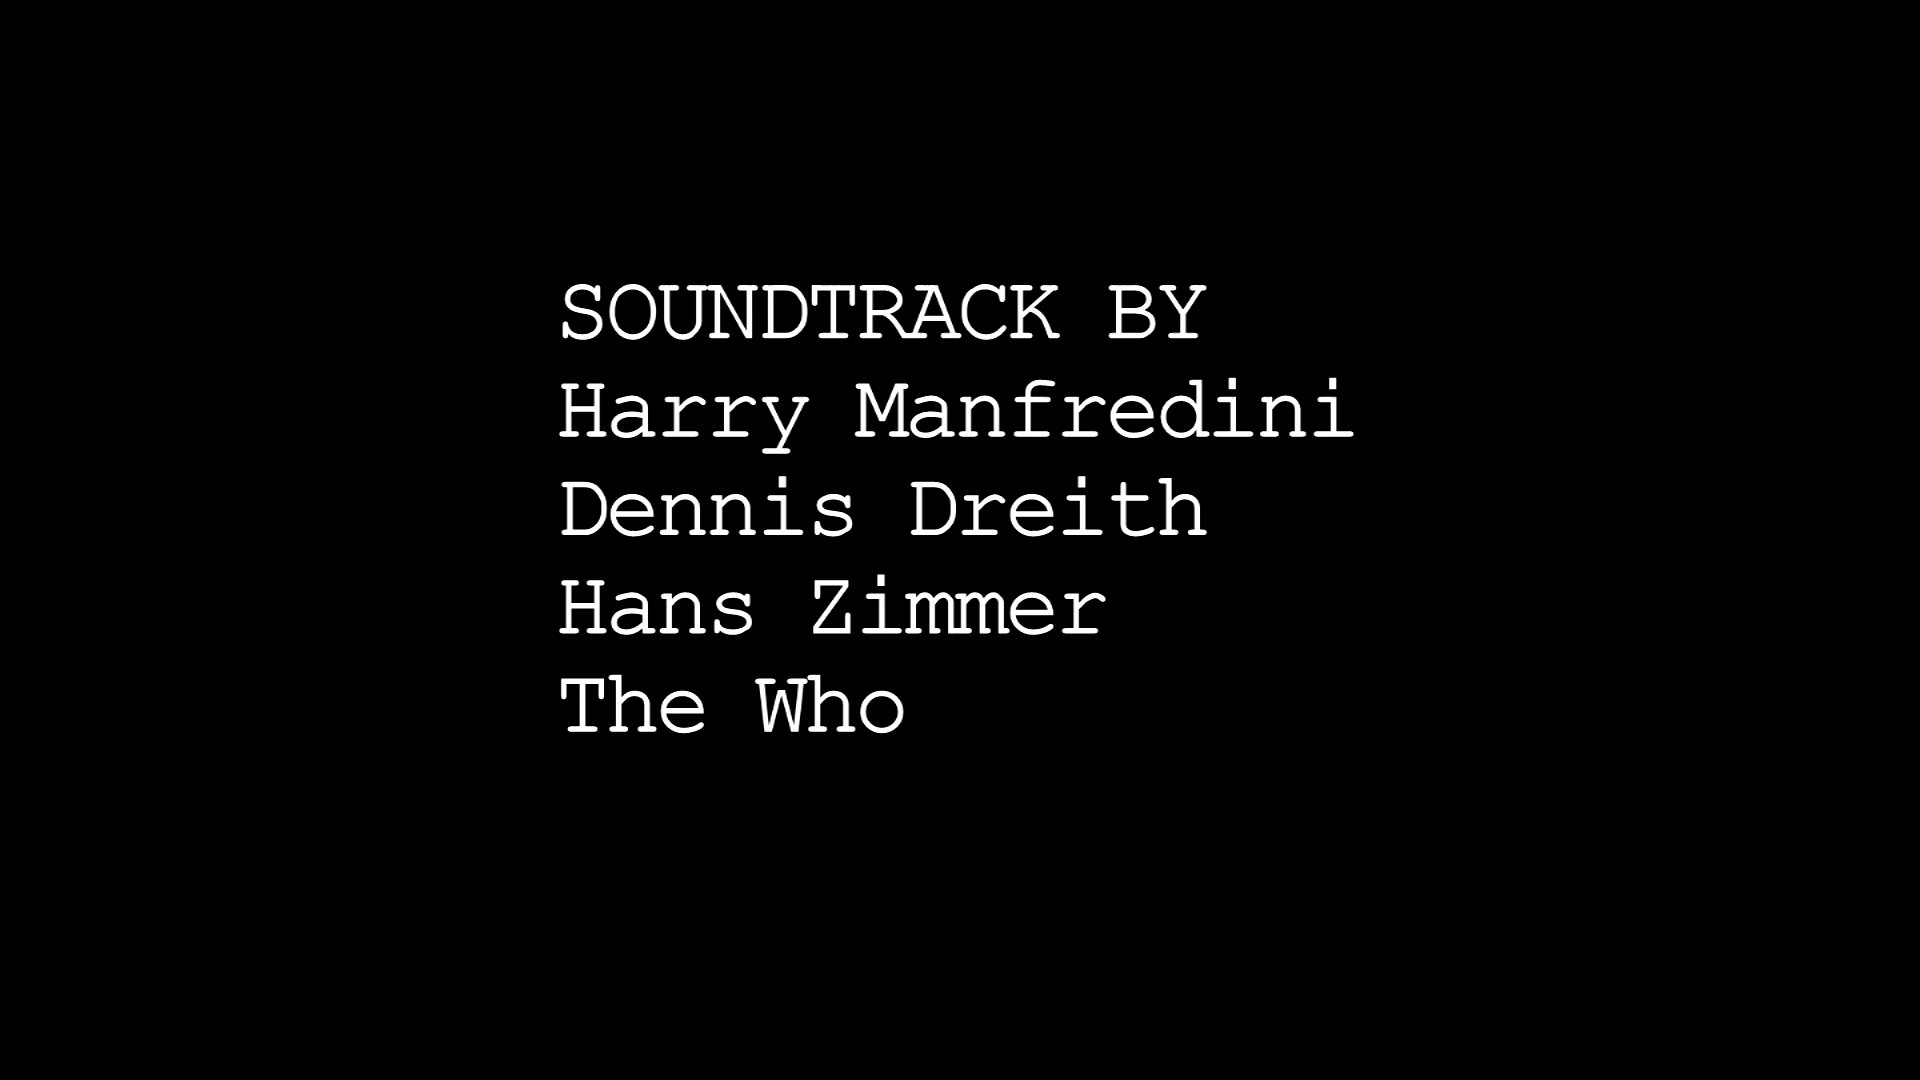 SOUNDTRACK BY
Harry Manfredini
Dennis Dreith
Hans Zimmer
The Who